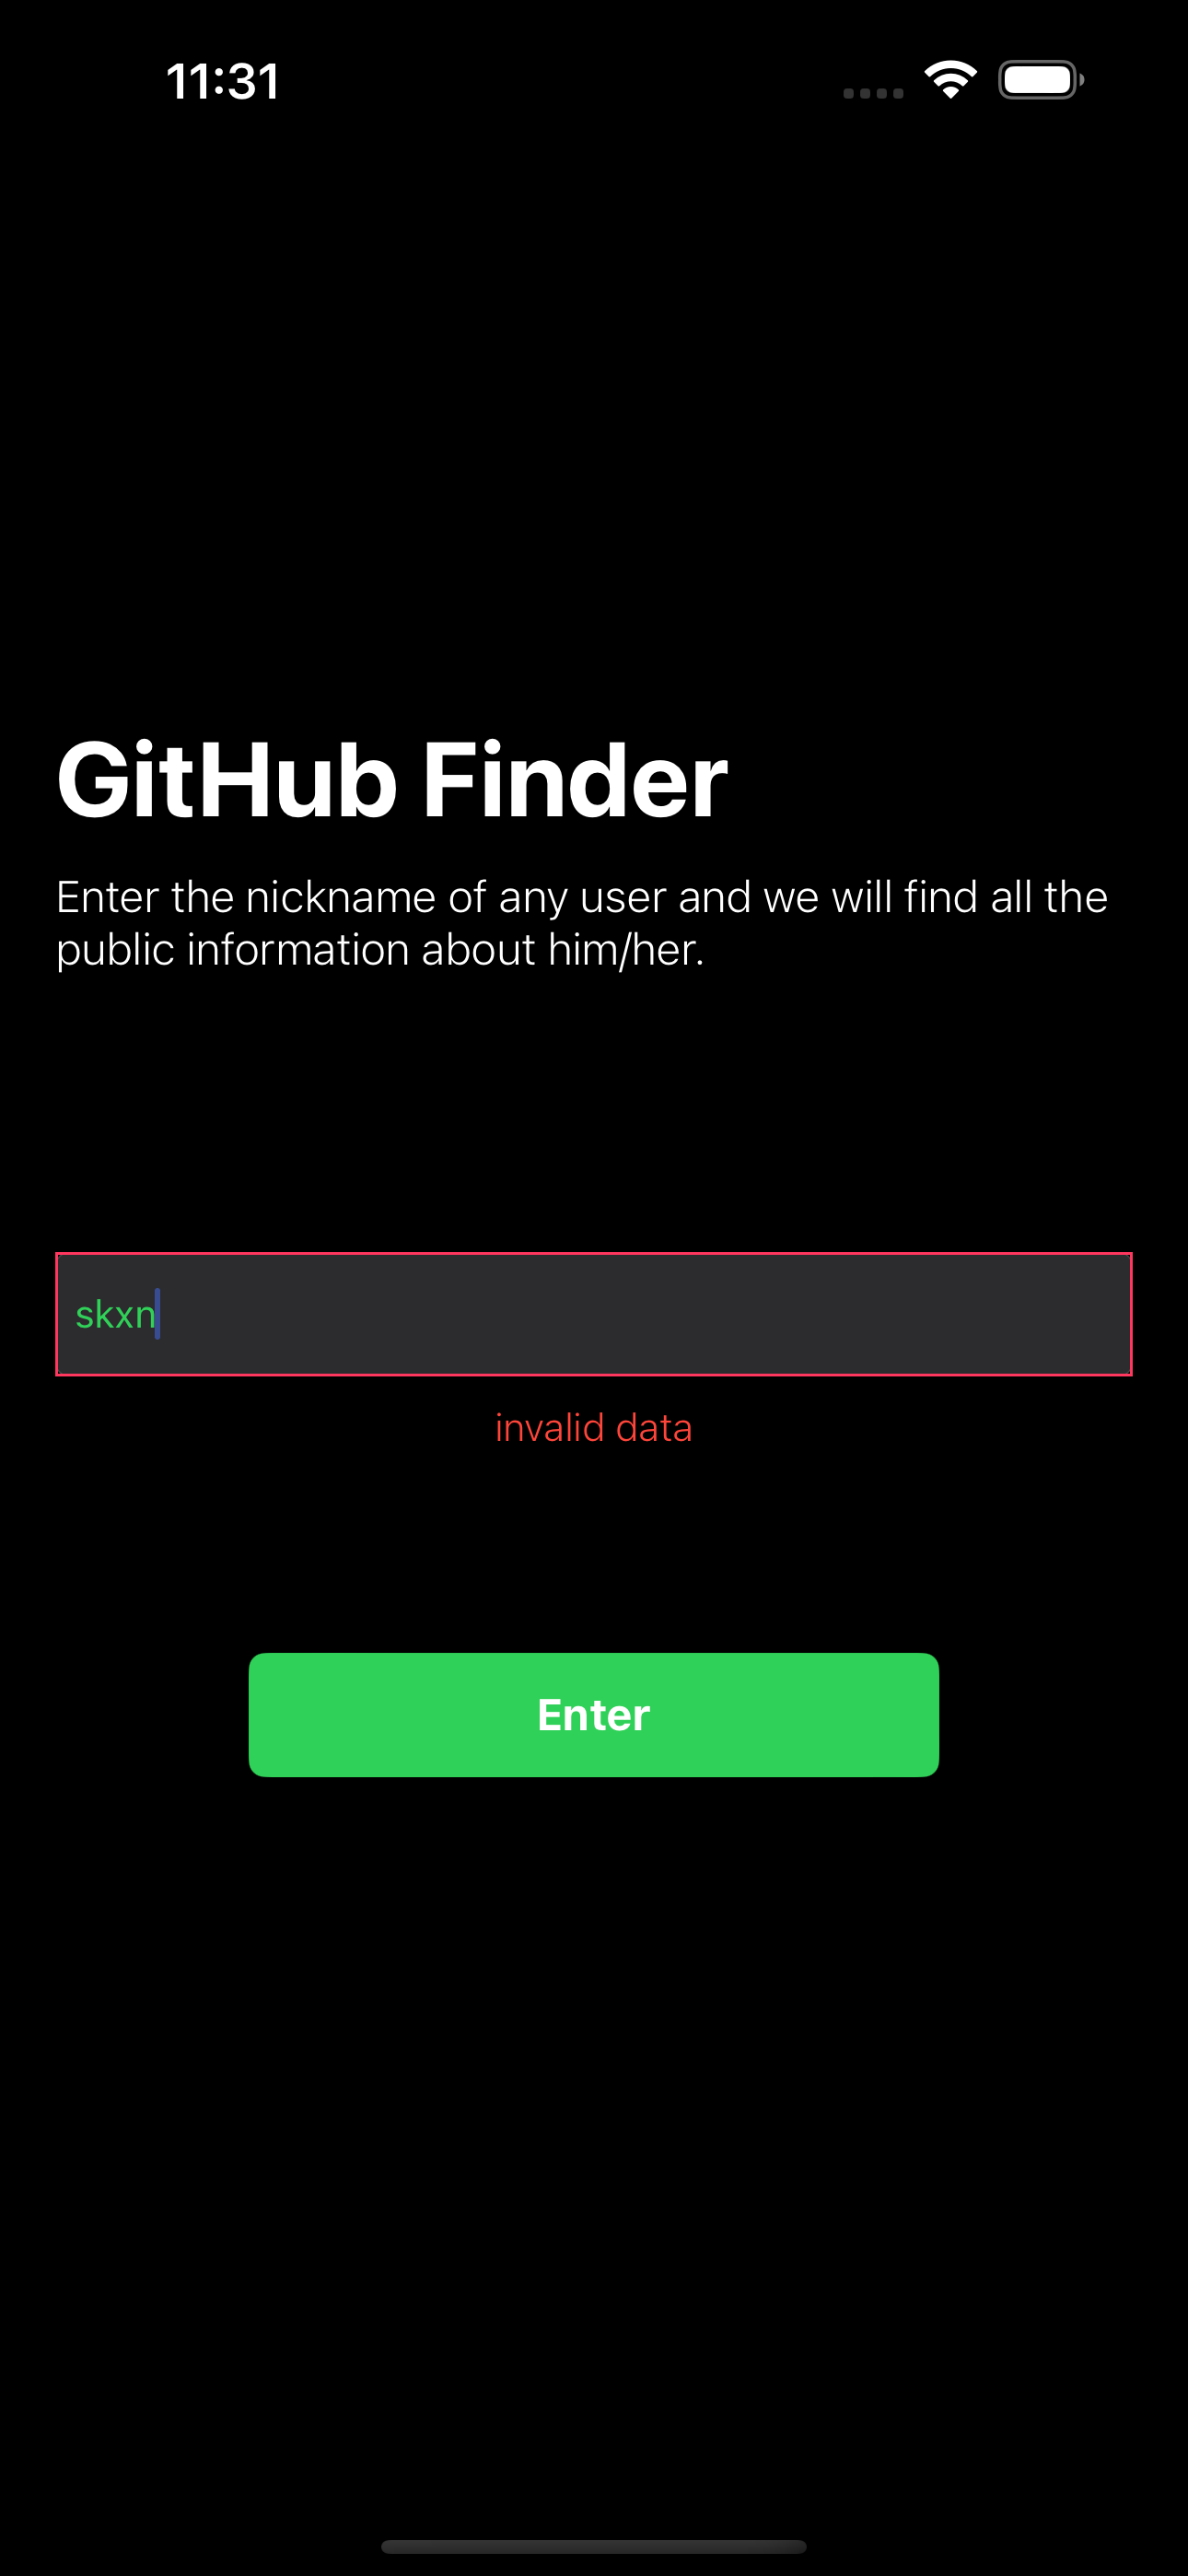 11:31
GitHub Finder
Enter the nickname of any user and we will find all the
public information about him/her.
skxn
invalid data
Enter